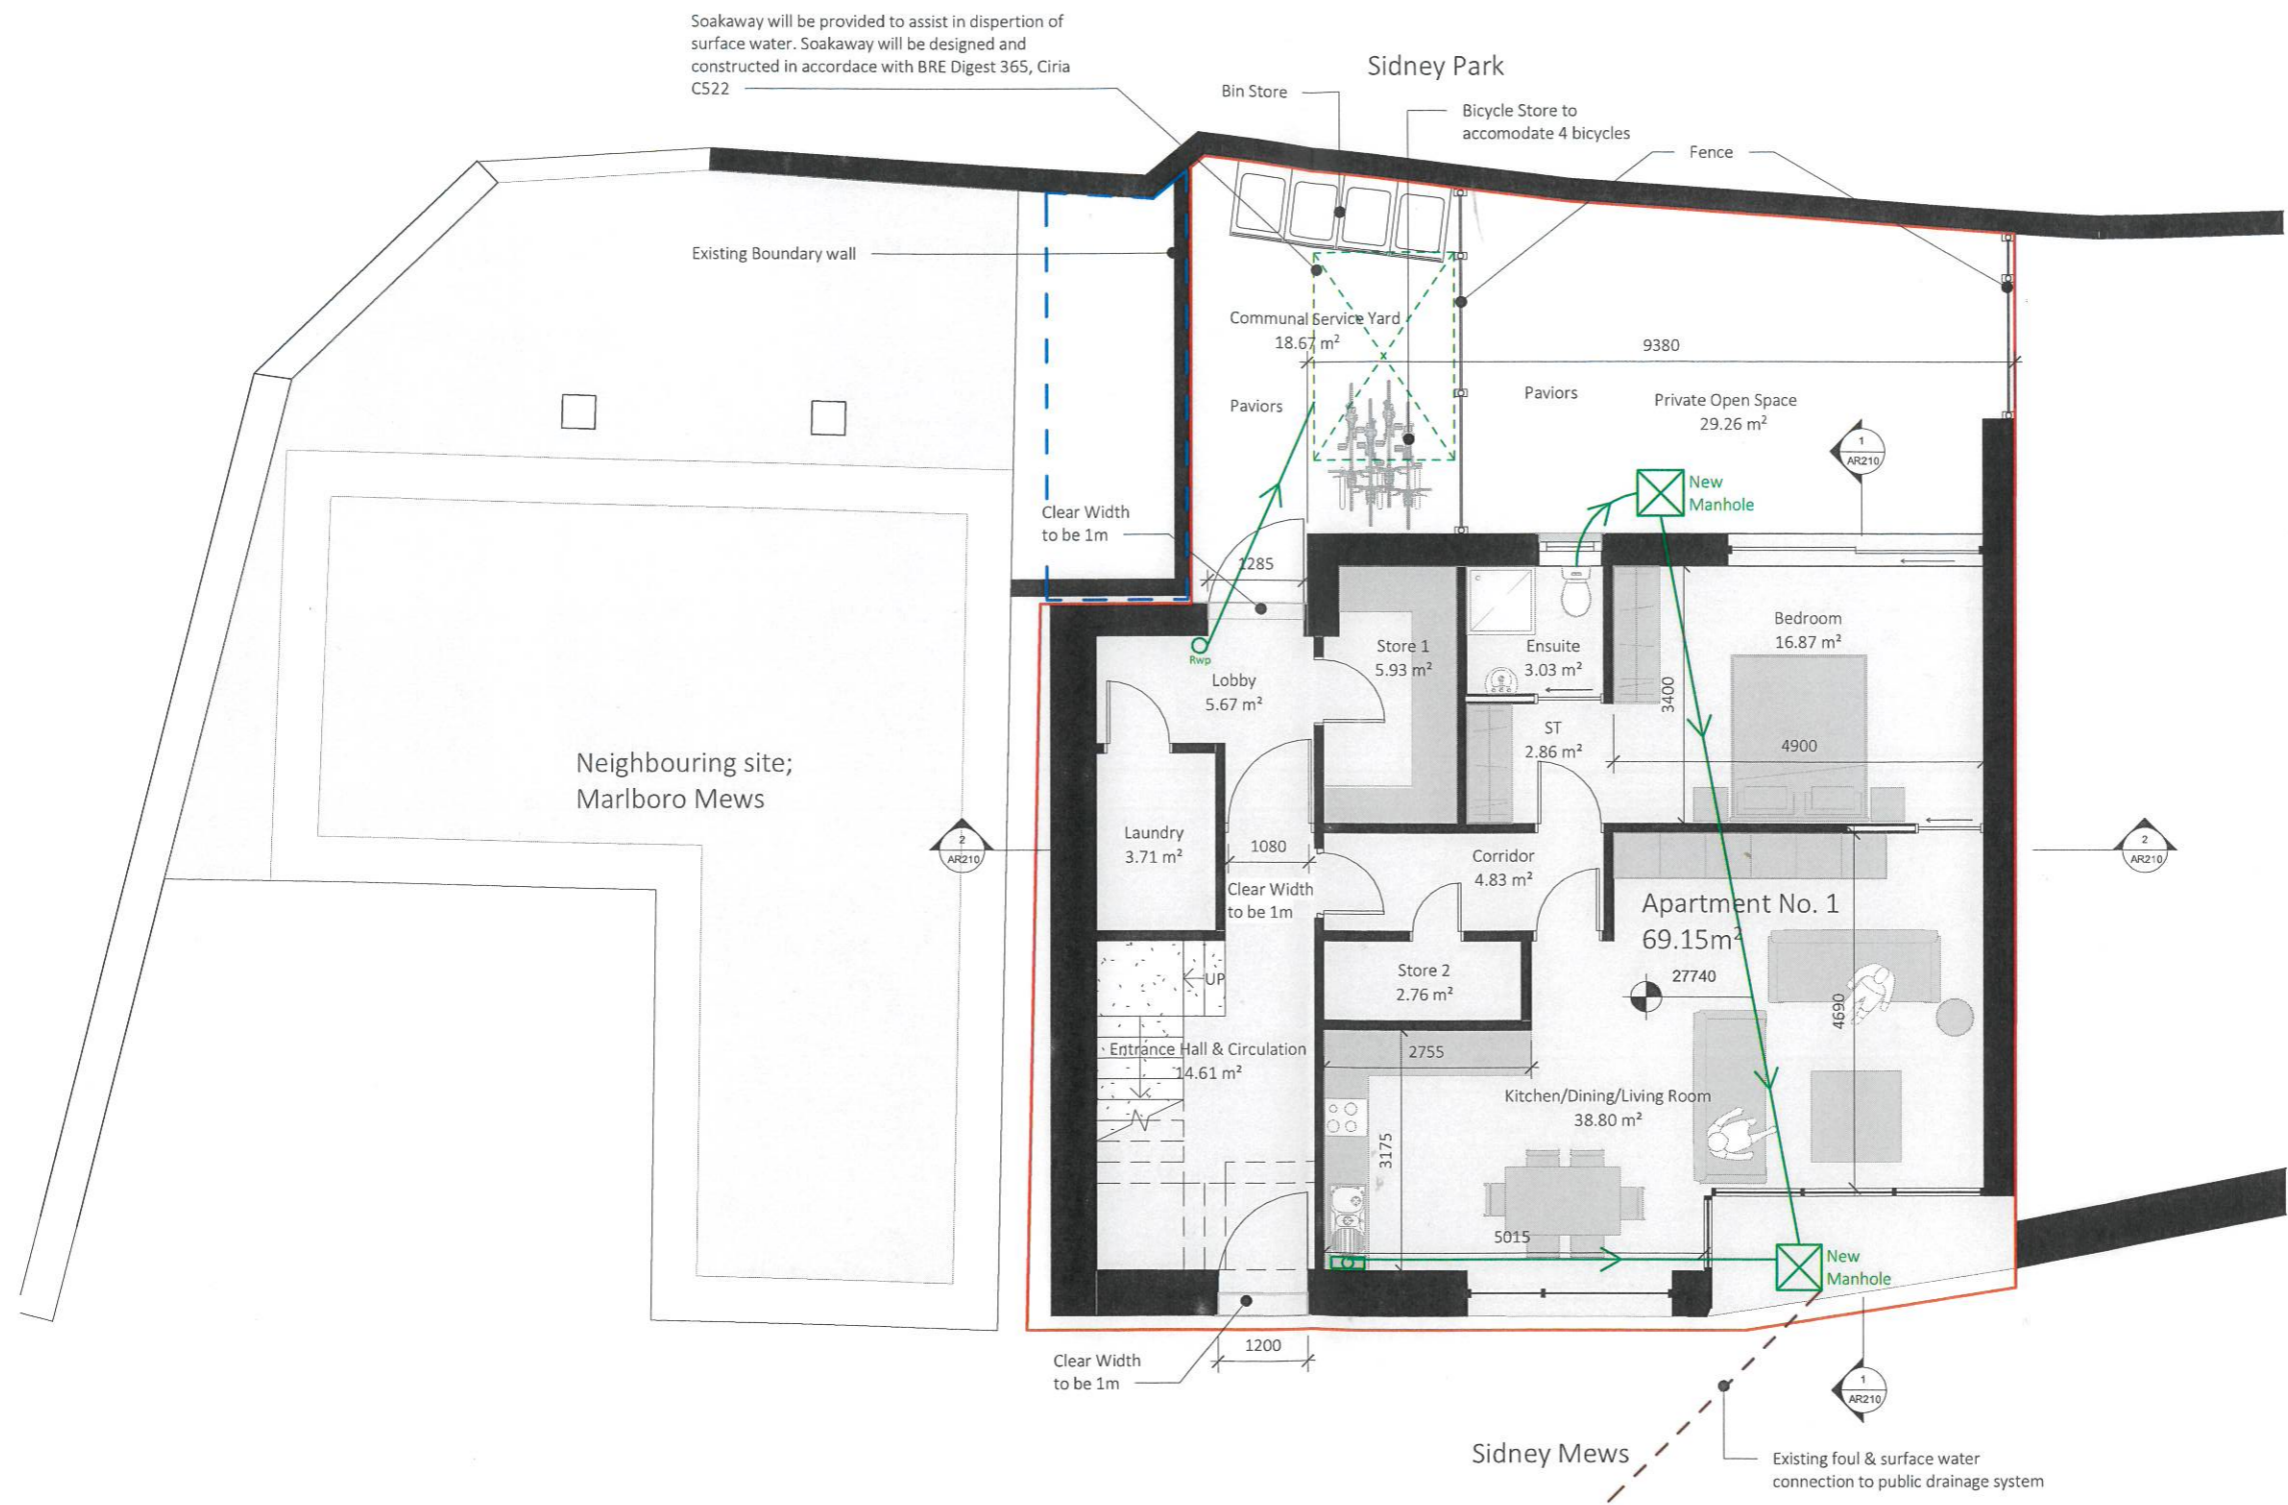 Soakaway will be provided to assist in dispertion of
surface water. Soakaway will be designed and
constructed in accordace with BRE Digest 365, Ciria
C522
Sidney Park
Bin Store
Bicycle Store to
accomodate 4 bicycles
Fence
Existing Boundary wall
Communal Service Yard
18.67 m²
9380
Paviors
Paviors
Private Open Space
29.26 m²
1
AR210
New
Manhole
Clear Width
to be 1m
1285
Rwp
Lobby
5.67 m²
Store 1
5.93 m²
Ensuite
3.03 m²
Bedroom
16.87 m²
3400
ST
2.86 m²
4900
Neighbouring site;
Marlboro Mews
2
AR210
Laundry
3.71 m²
1080
Clear Width
to be 1m
Corridor
4.83 m²
2
AR210
Apartment No. 1
69.15m²
27740
4690
UP
Store 2
2.76 m²
Entrance Hall & Circulation
14.61 m²
2755
3175
Kitchen/Dining/Living Room
38.80 m²
5015
New
Manhole
1200
Clear Width
to be 1m
1
AR210
Sidney Mews
Existing foul & surface water
connection to public drainage system